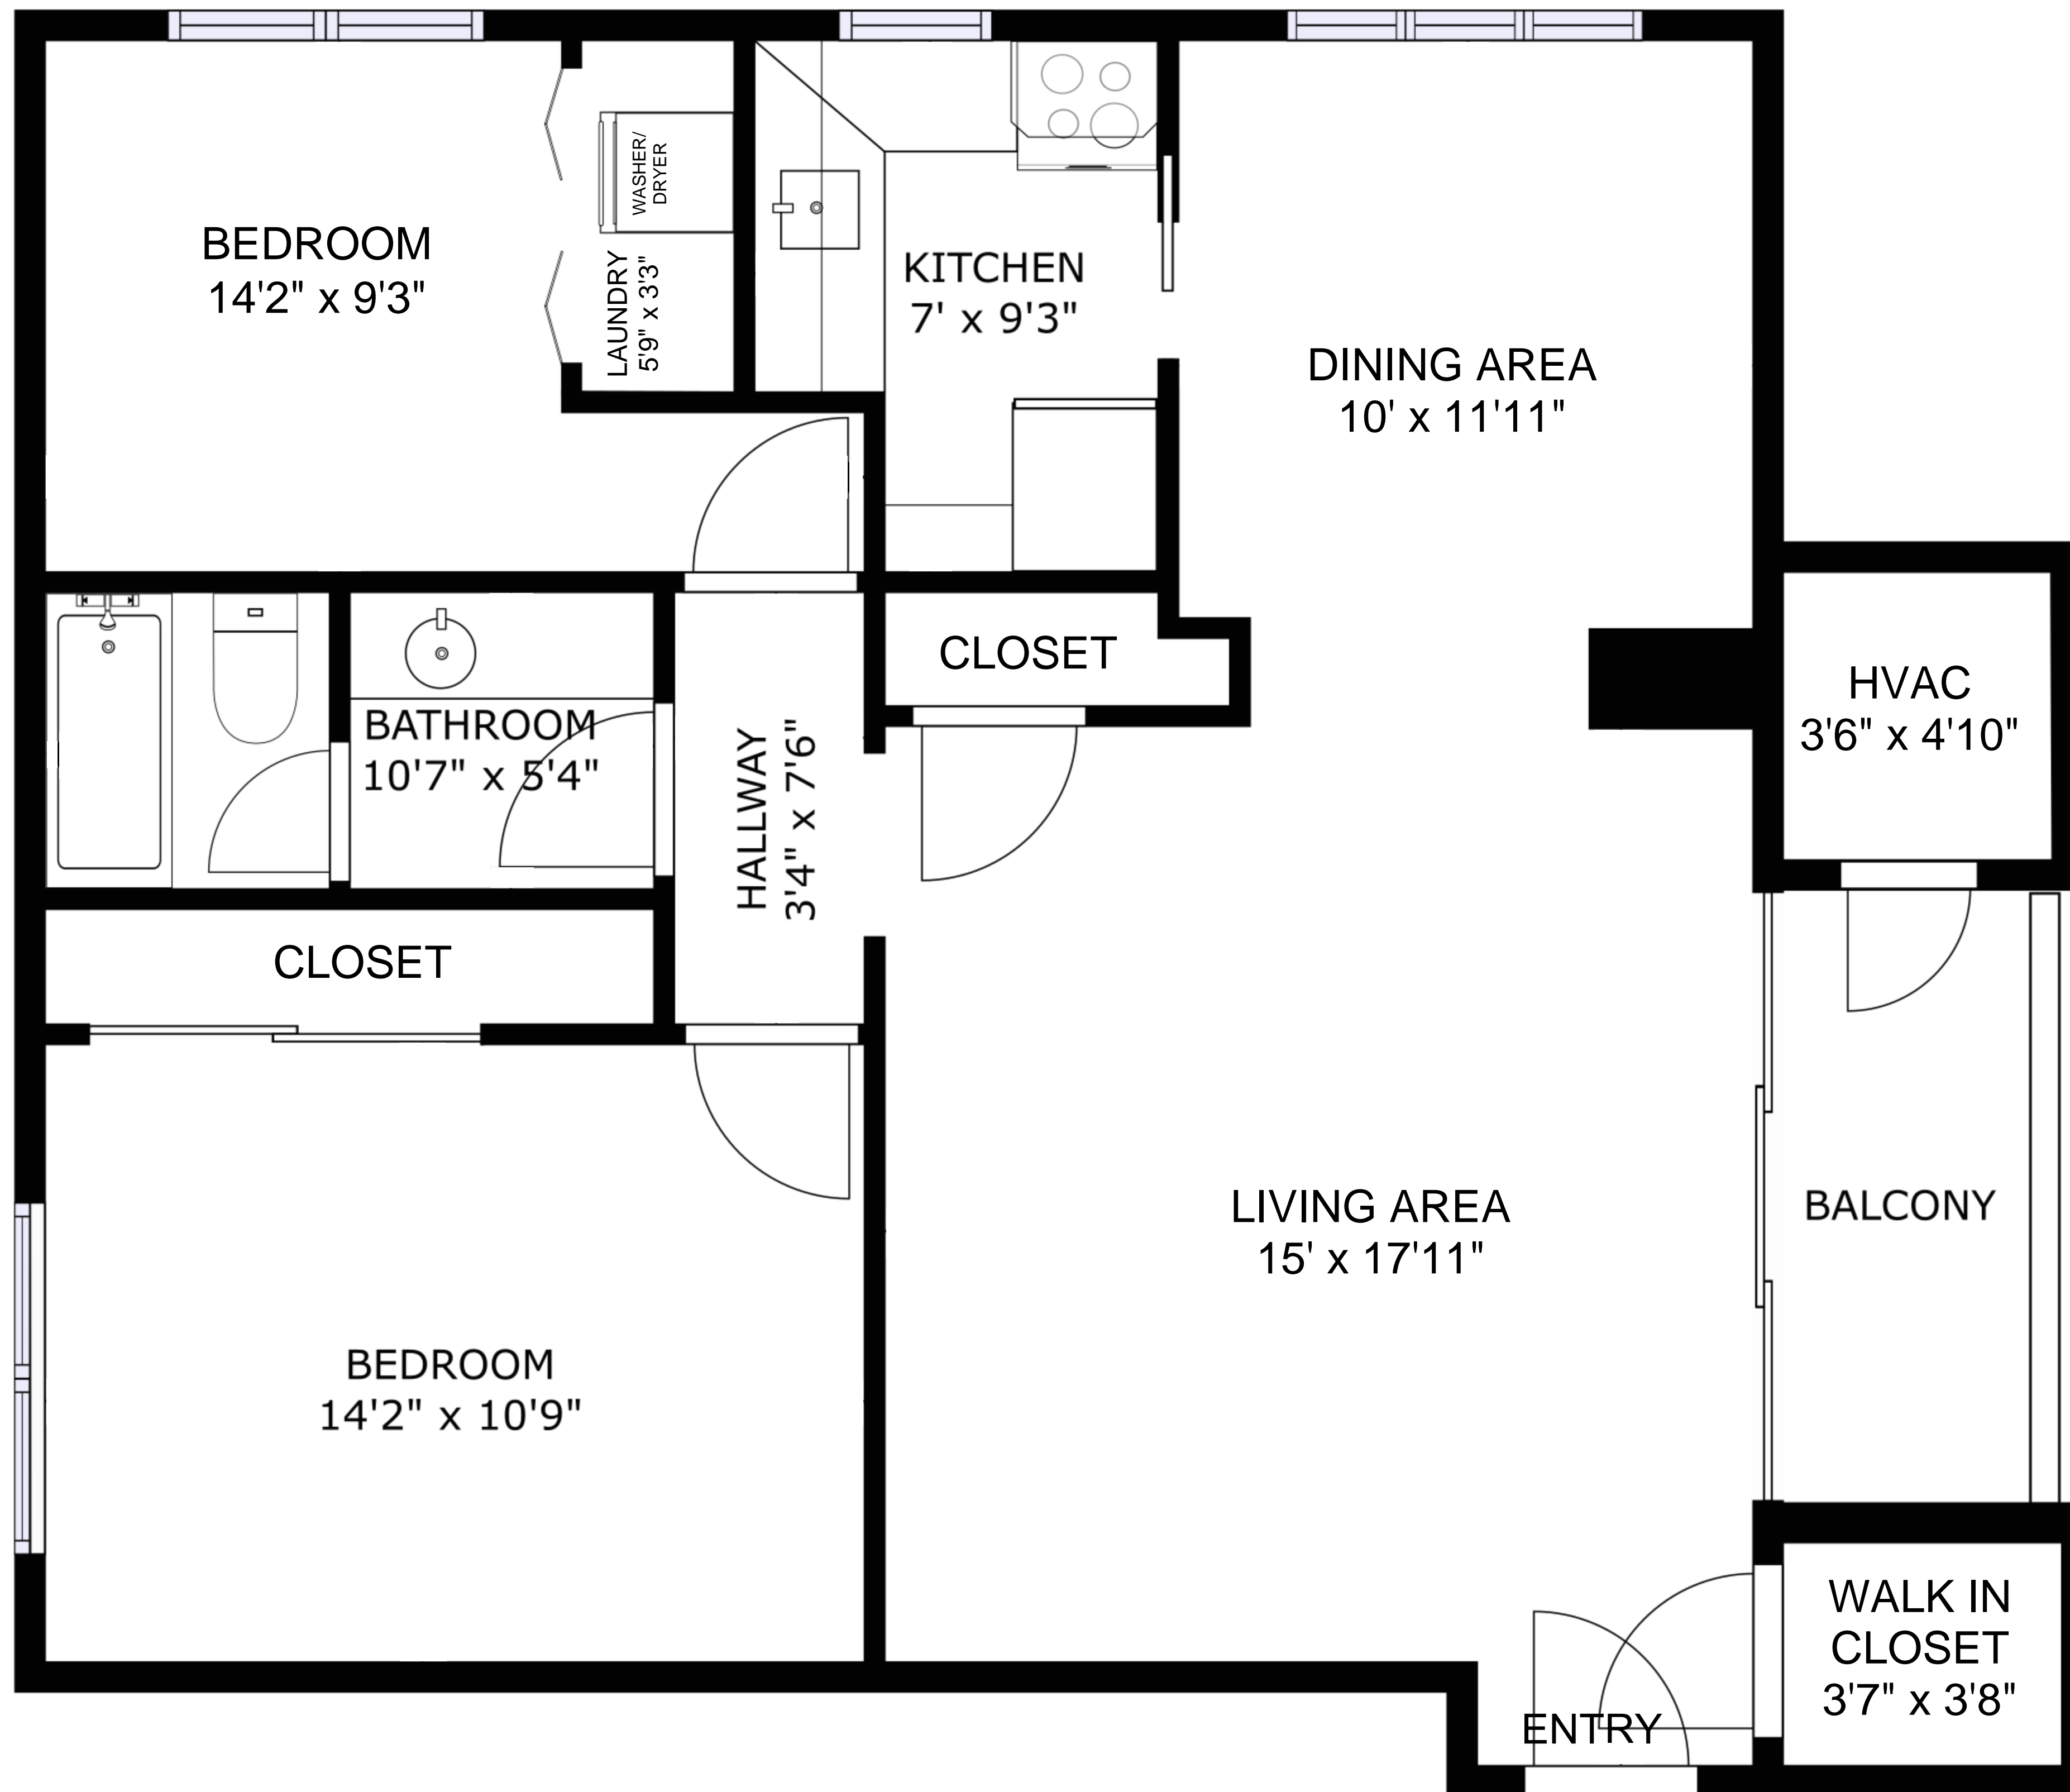 BEDROOM
14'2" x 9'3"
WASHER/
DRYER
LAUNDRY
5'9" x 3'3"
KITCHEN
7' x 9'3"
DINING AREA
10' x 11'11"
CLOSET
HVAC
3'6" x 4'10"
BATHROOM
10'7" x 5'4"
HALLWAY
3'4" x 7'6"
CLOSET
LIVING AREA
15' x 17'11"
BALCONY
BEDROOM
14'2" x 10'9"
WALK IN
CLOSET
3'7" x 3'8"
ENTRY